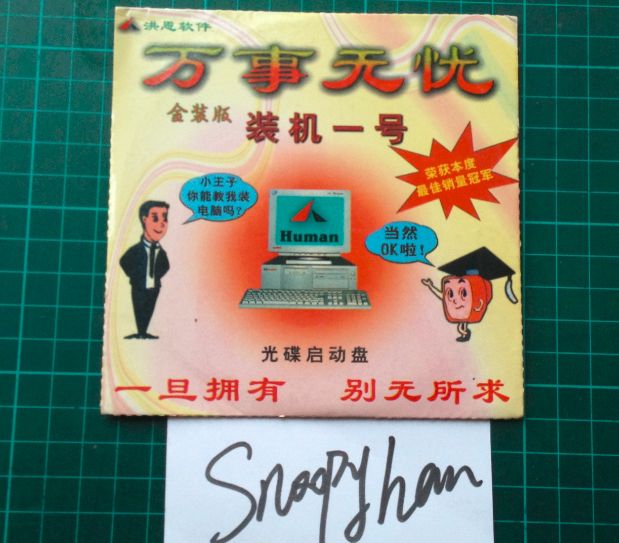 洪恩软件
万事无忧
金装版 装机一号
荣获本度
最佳销量冠军
小王子
你能教我装
电脑吗?
Human
当然
OK啦!
光碟启动盘
一旦拥有 别无所求
Snoopyhan